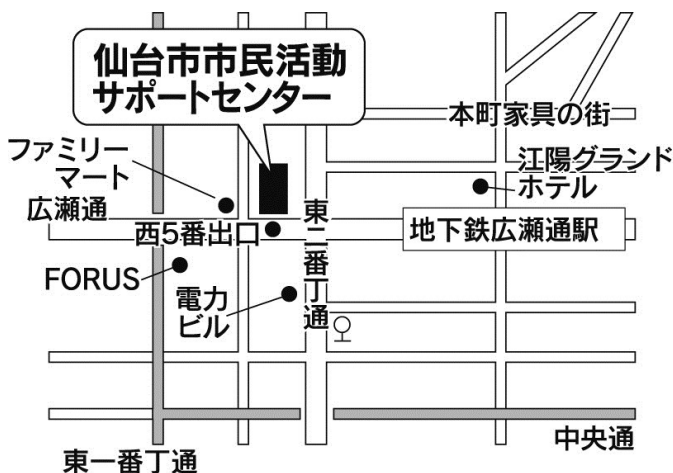 仙台市市民活動
サポートセンター
本町家具の街
ファミリー
マート
江陽グランド
ホテル
広瀬通
西5番出口
東二番丁通
地下鉄広瀬通駅
FORUS
電力
ビル
中央通
東一番丁通